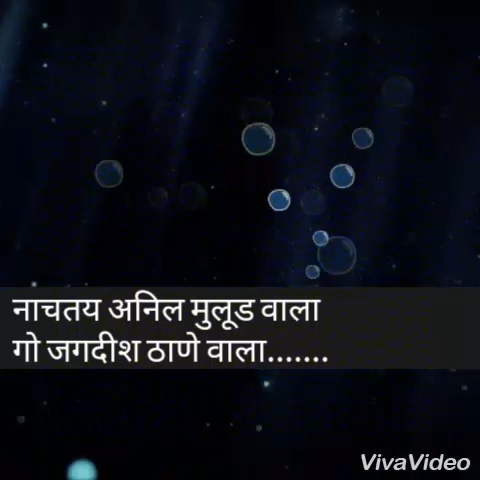 नाचतय अनिल मुलूड वाला
गो जगदीश ठाणे वाला.......
VivaVideo